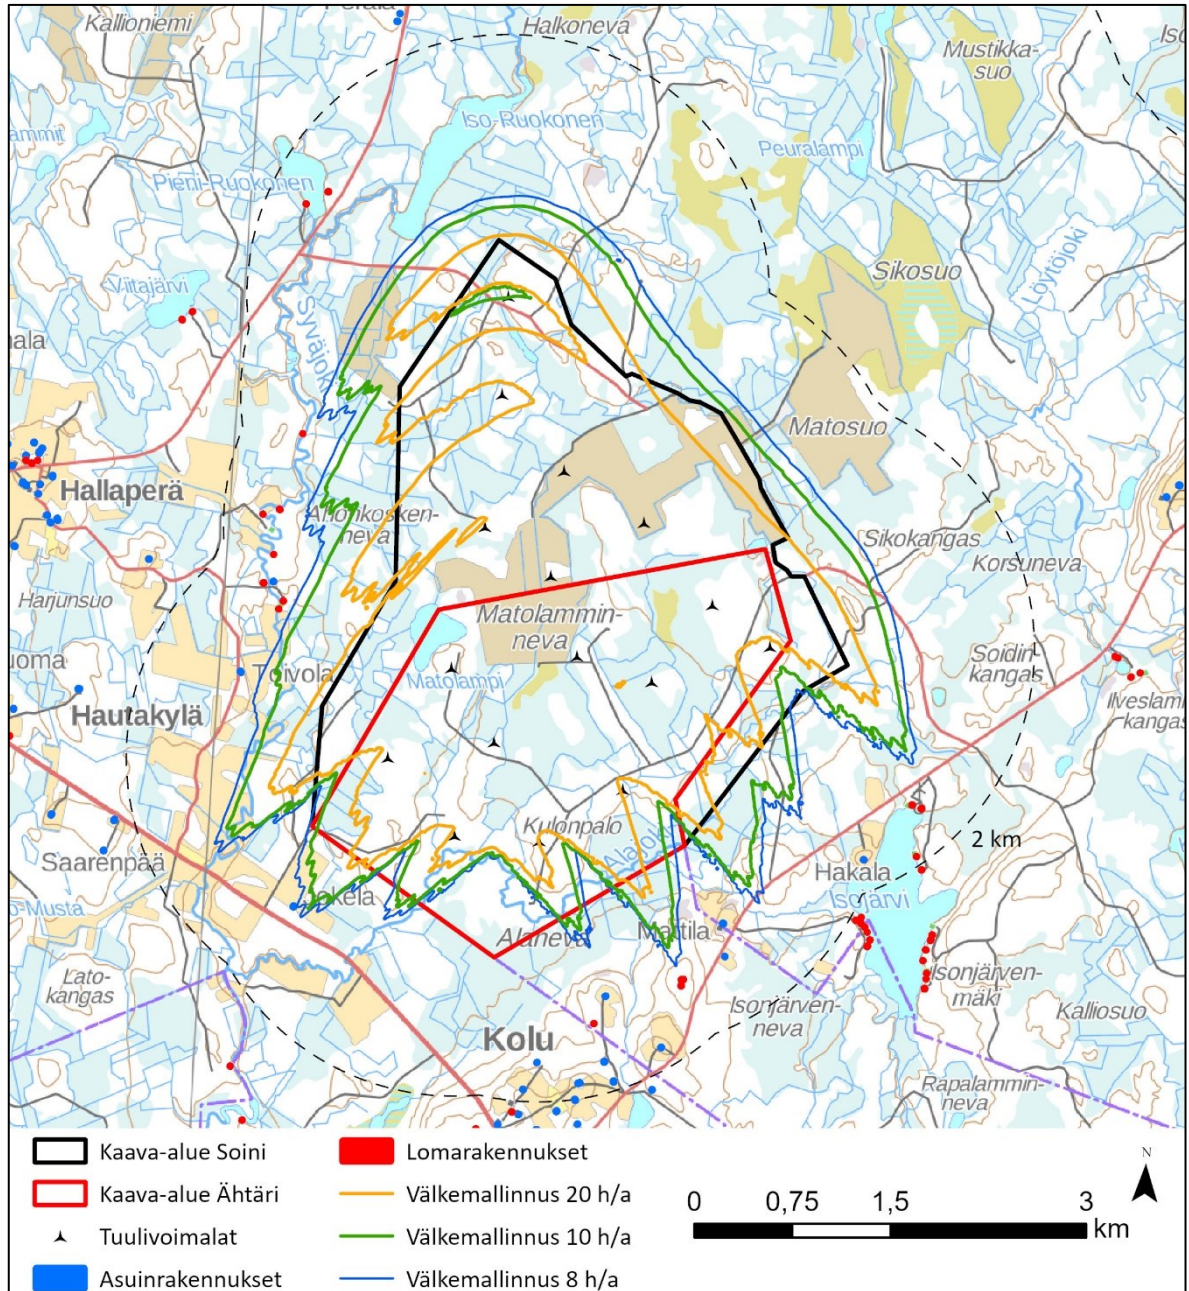 Kallioniemi
Halkoneva
Mustikka-
suo
Iso-Ruokonen
Peuralampi
Pieni-Ruokonen
Sikosuo
Löytöjoki
Viitajärvi
Syväjoki
Matosuo
Hallaperä
Sikokangas
Korsuneva
Harjunsuo
Matolammin-
neva
Soidin
kangas
Toivola
Matolampi
Hautakylä
Kulonpalo
2 km
Saarenpää
Hakala
Isojärvi
Alaneva
Mattila
Lato-
kangas
Isonjärven-
mäki
Isonjärven-
neva
Kalliosuo
Kolu
Rapalammin-
neva
Kaava-alue Soini
Lomarakennukset
N
Kaava-alue Ähtäri
Välkemallinnus 20 h/a
0 0,75 1,5 3
km
Tuulivoimalat
Välkemallinnus 10 h/a
Asuinrakennukset
Välkemallinnus 8 h/a